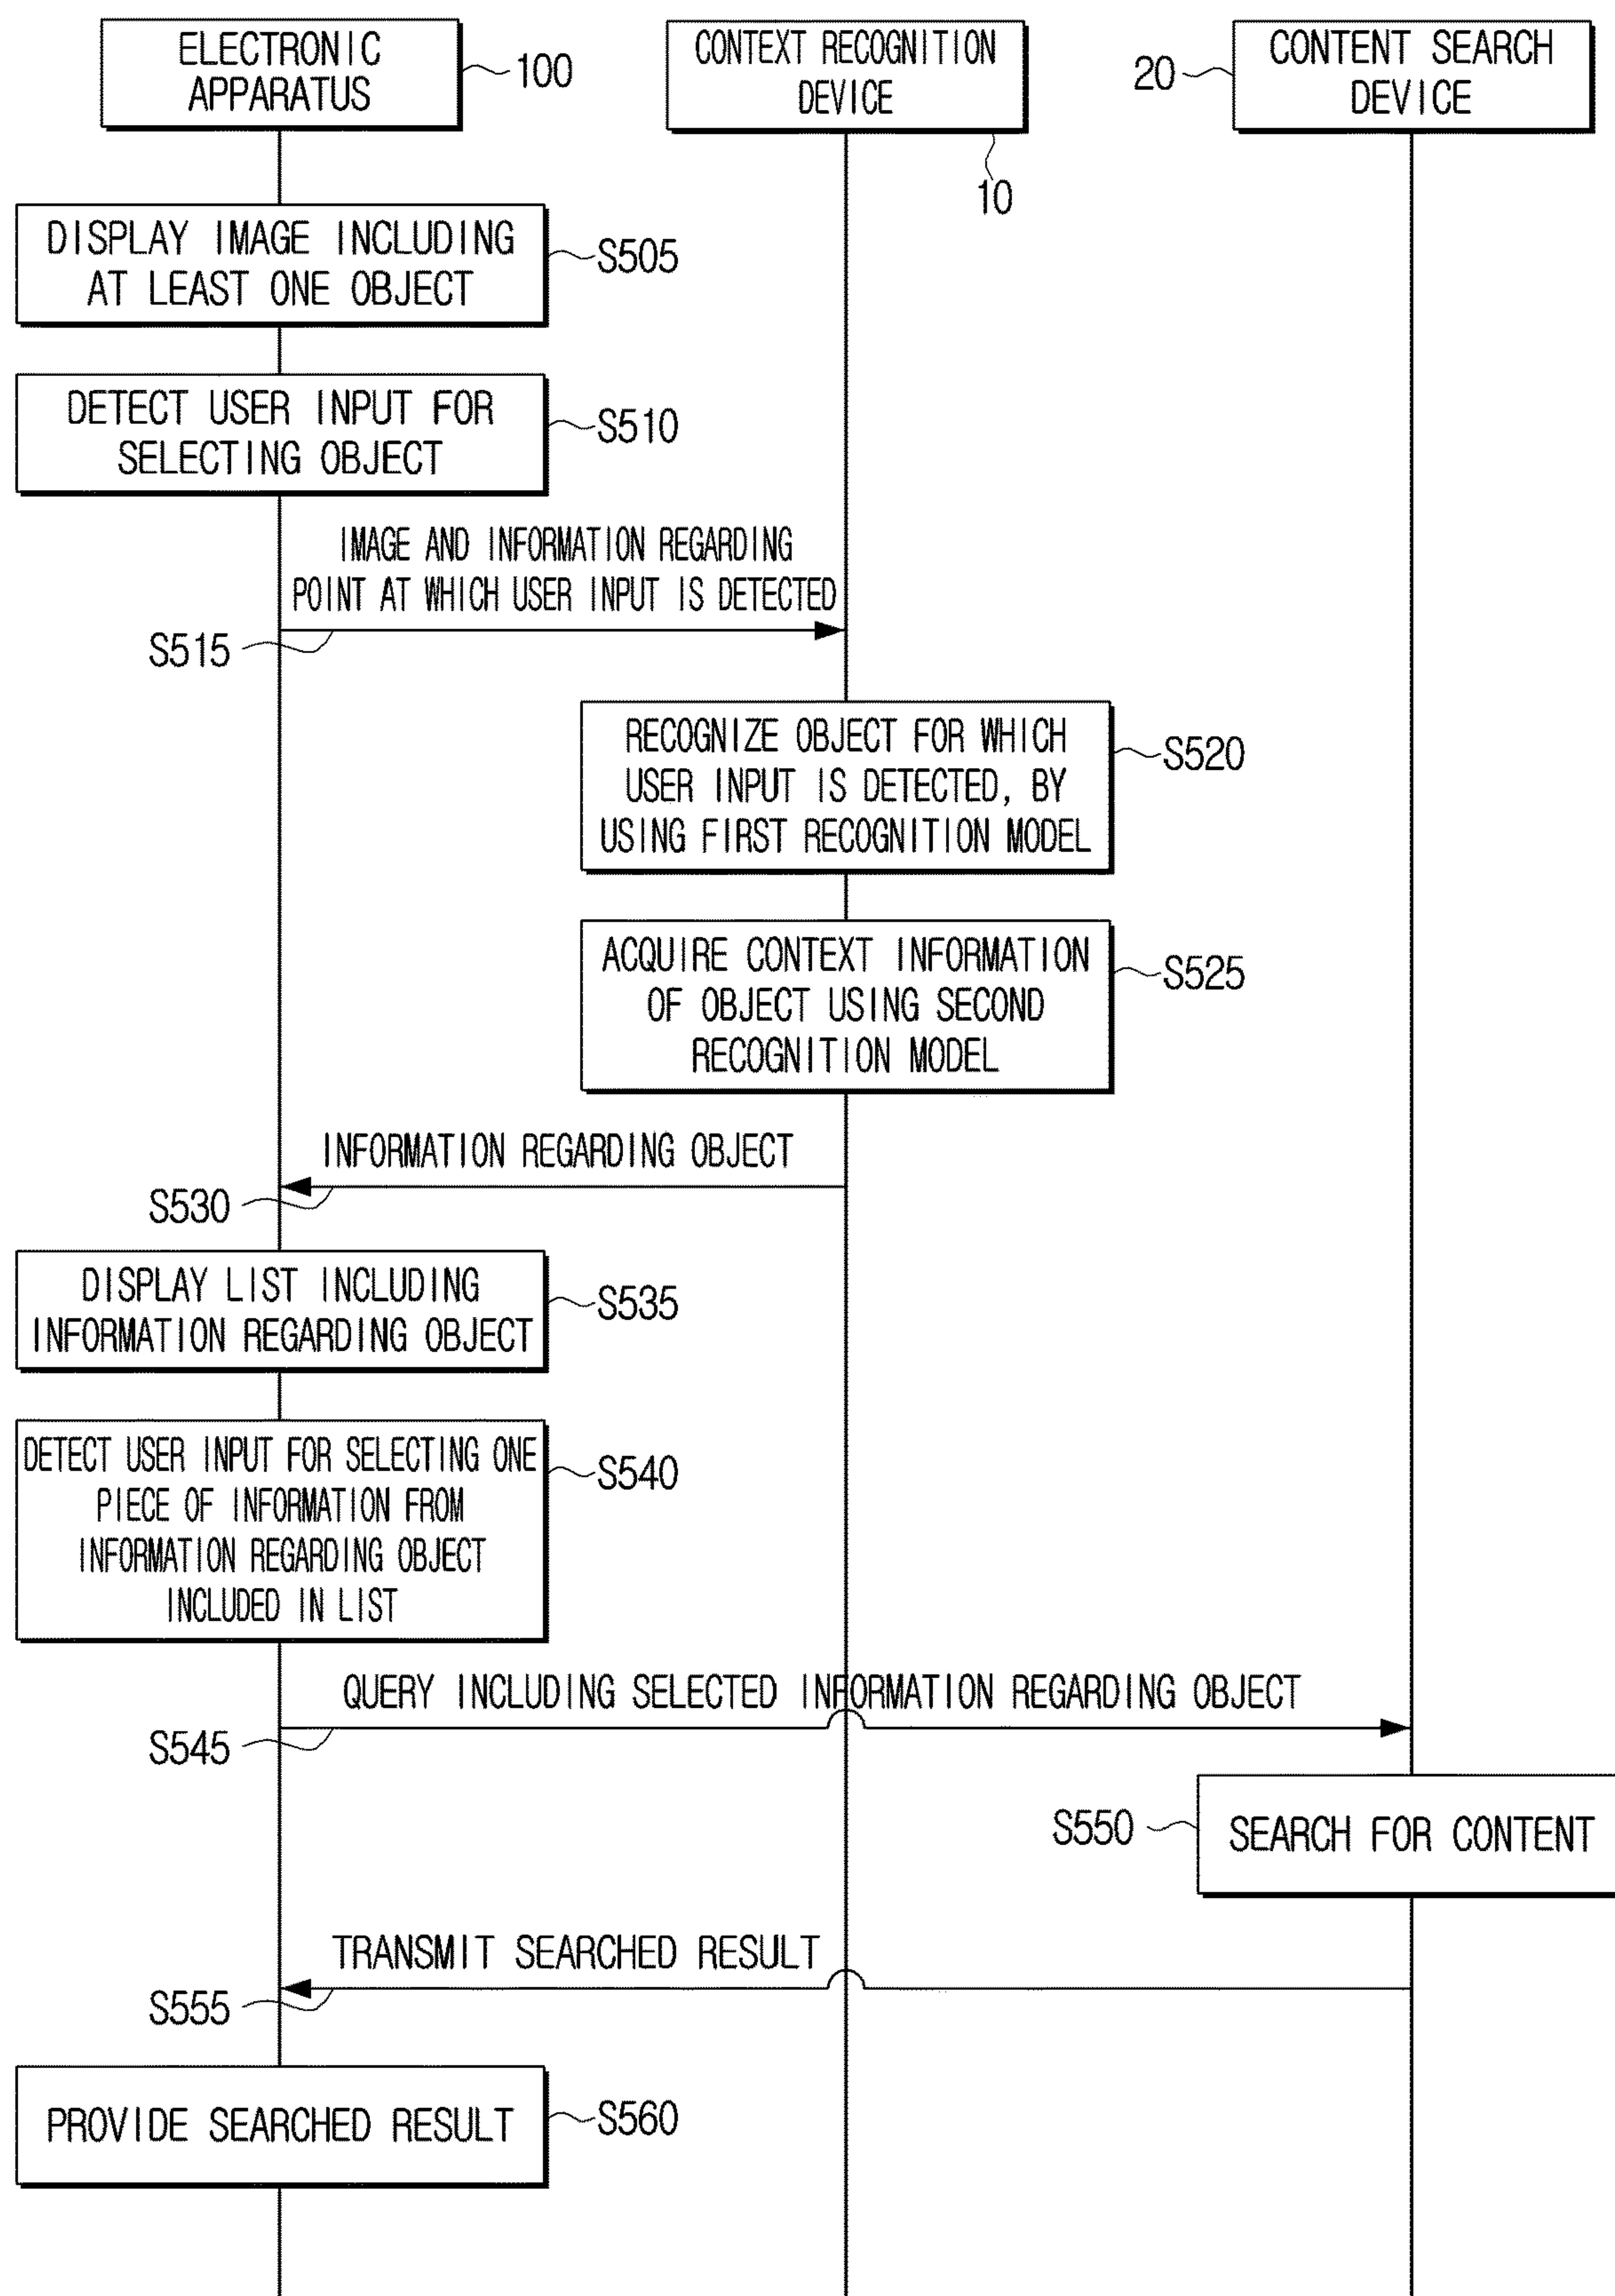 ELECTRONIC
APPARATUS
100
CONTEXT RECOGNITION
DEVICE
10
20
CONTENT SEARCH
DEVICE
DISPLAY IMAGE INCLUDING
AT LEAST ONE OBJECT
S505
DETECT USER INPUT FOR
SELECTING OBJECT
S510
IMAGE AND INFORMATION REGARDING
POINT AT WHICH USER INPUT IS DETECTED
S515
RECOGNIZE OBJECT FOR WHICH
USER INPUT IS DETECTED, BY
USING FIRST RECOGNITION MODEL
S520
ACQUIRE CONTEXT INFORMATION
OF OBJECT USING SECOND
RECOGNITION MODEL
S525
INFORMATION REGARDING OBJECT
S530
DISPLAY LIST INCLUDING
INFORMATION REGARDING OBJECT
S535
DETECT USER INPUT FOR SELECTING ONE
PIECE OF INFORMATION FROM
INFORMATION REGARDING OBJECT
INCLUDED IN LIST
S540
QUERY INCLUDING SELECTED INFORMATION REGARDING OBJECT
S545
S550
SEARCH FOR CONTENT
TRANSMIT SEARCHED RESULT
S555
PROVIDE SEARCHED RESULT
S560